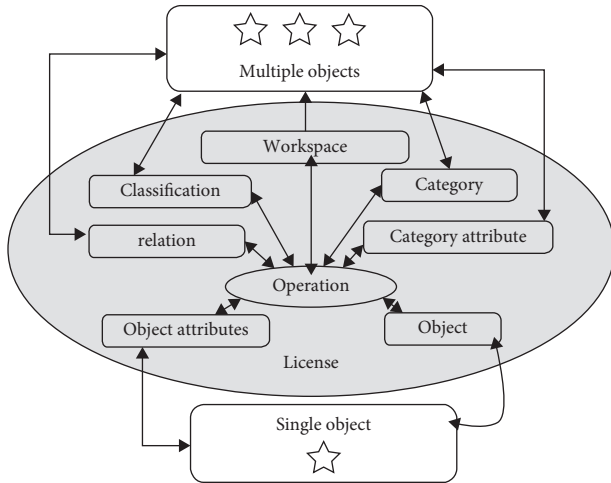 Multiple objects
Workspace
Classification
Category
relation
Category attribute
Operation
Object attributes
Object
License
Single object